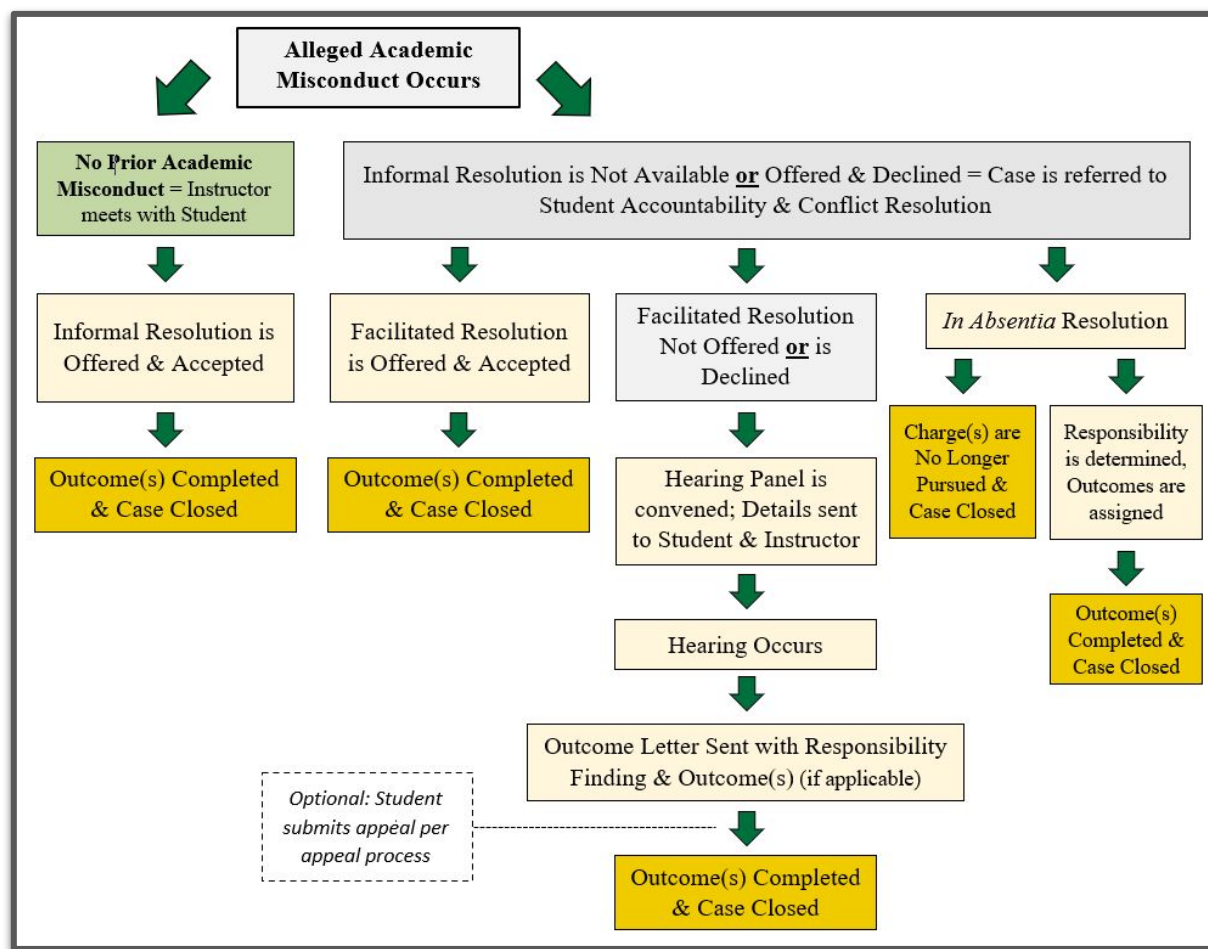 Alleged Academic
Misconduct Occurs
No Prior Academic
Misconduct = Instructor
meets with Student
Informal Resolution is Not Available or Offered & Declined = Case is referred to
Student Accountability & Conflict Resolution
Informal Resolution is
Offered & Accepted
Facilitated Resolution
is Offered & Accepted
Facilitated Resolution
Not Offered or is
Declined
In Absentia Resolution
Outcome(s) Completed
& Case Closed
Outcome(s) Completed
& Case Closed
Hearing Panel is
convened; Details sent
to Student & Instructor
Charge(s) are
No Longer
Pursued &
Case Closed
Responsibility
is determined,
Outcomes are
assigned
Hearing Occurs
Outcome(s)
Completed &
Case Closed
Outcome Letter Sent with Responsibility
Finding & Outcome(s) (if applicable)
Optional: Student
submits appeal per
appeal process
Outcome(s) Completed
& Case Closed